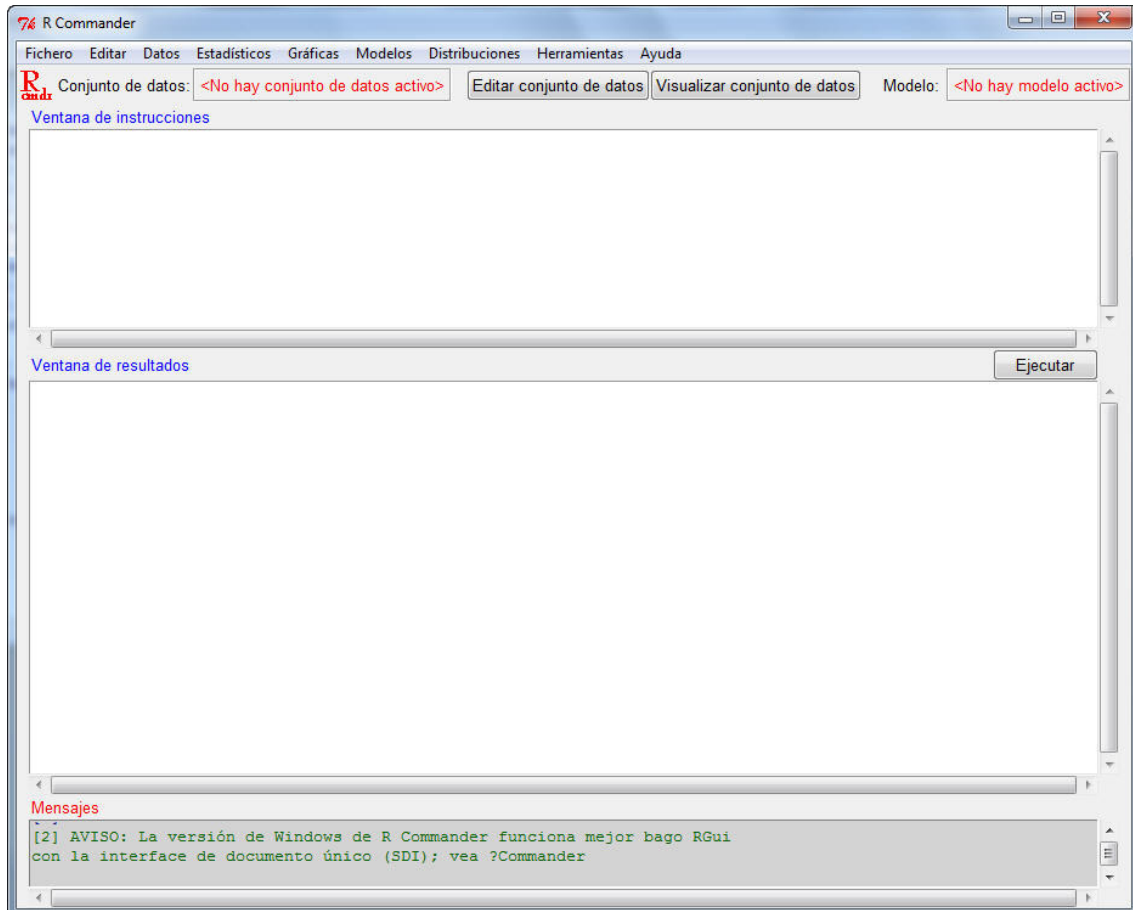 R Commander
Fichero Editar Datos Estadísticos Gráficas Modelos Distribuciones Herramientas Ayuda
R cmdr Conjunto de datos: <No hay conjunto de datos activo> Editar conjunto de datos Visualizar conjunto de datos Modelo: <No hay modelo activo>
Ventana de instrucciones
Ventana de resultados Ejecutar
Mensajes
[2] AVISO: La versión de Windows de R Commander funciona mejor bago RGui
con la interface de documento único (SDI); vea ?Commander